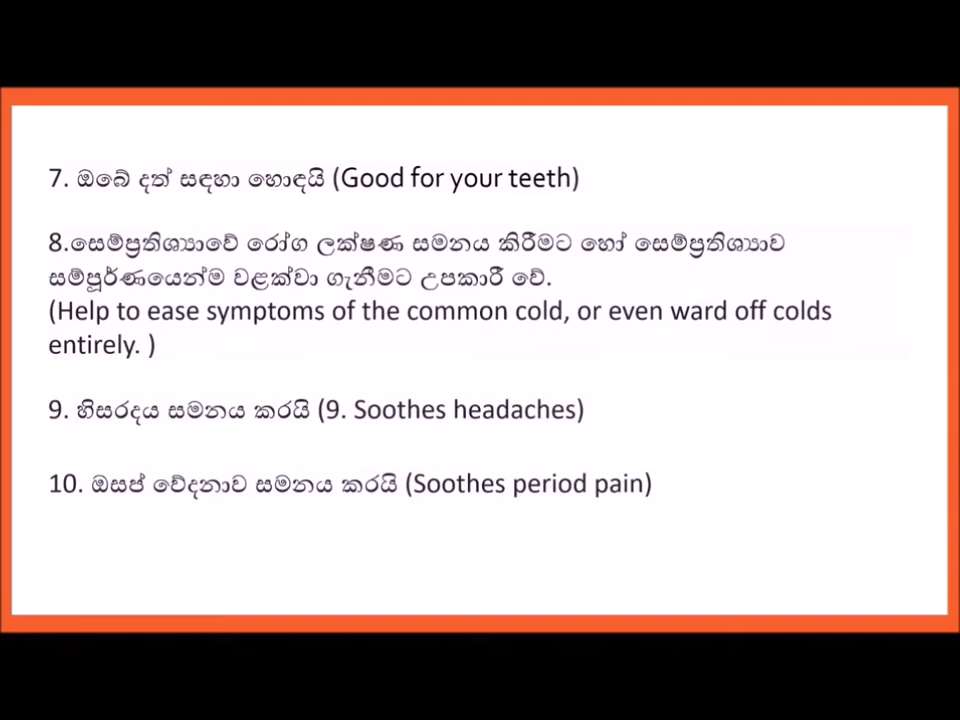 7. ඔබේ දත් සඳහා හොඳයි (Good for your teeth)
8.සෙම්ප්‍රතිශ්‍යාවේ රෝග ලක්ෂණ සමනය කිරීමට හෝ සෙම්ප්‍රතිශ්‍යාව
සම්පූර්ණයෙන්ම වළක්වා ගැනීමට උපකාරී වේ.
(Help to ease symptoms of the common cold, or even ward off colds
entirely. )
9. හිසරදය සමනය කරයි (9. Soothes headaches)
10. ඔසප් වේදනාව සමනය කරයි (Soothes period pain)